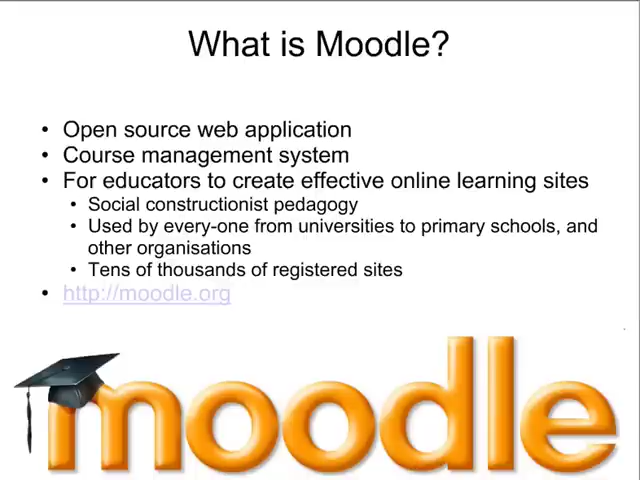 What is Moodle?
• Open source web application
• Course management system
• For educators to create effective online learning sites
• Social constructionist pedagogy
• Used by every-one from universities to primary schools, and
other organisations
• Tens of thousands of registered sites
• http://moodle.org
moodle